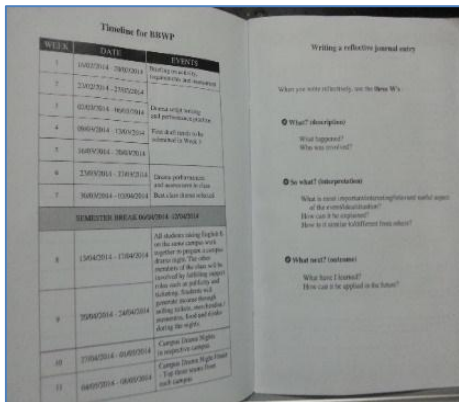 Timeline for BBWP
WEEK DATE EVENTS
1 16/02/2014 - 20/02/2014
2 23/02/2014 - 27/02/2014
3 02/03/2014 - 06/03/2014 Drama script writing
and performance practice
4 09/03/2014 - 13/03/2014 First draft needs to be
submitted in Week 5
5 16/03/2014 - 20/03/2014
6 23/03/2014 - 27/03/2014 Drama performances
and assessment in class
7 30/03/2014 - 03/04/2014 Best class drama selected
SEMESTER BREAK 06/04/2014 - 12/04/2014
8 13/04/2014 - 17/04/2014
All students taking English
on the same campus work
together to prepare a campus
drama night. The other
members of the class will be
involved by fulfilling support
roles such as publicity and
ticketing. Students will
generate income through
selling tickets, merchandise /
souvenirs, food and drinks
during the nights.
9 20/04/2014 - 24/04/2014
10 27/04/2014 - 01/05/2014 Campus Drama Nights
in respective campus
11 04/05/2014 - 08/05/2014 Campus Drama Night Finals
- Top three teams from
each campus
Writing a reflective journal entry
When you write reflectively, use the three W's.
What? (description)
What happened?
Who was involved?
So what? (interpretation)
What is most important/interesting/relevant/useful aspect
of the event/idea/situation?
How can it be explained?
How is it similar to/different from others?
What next? (outcome)
What have I learned?
How can it be applied in the future?